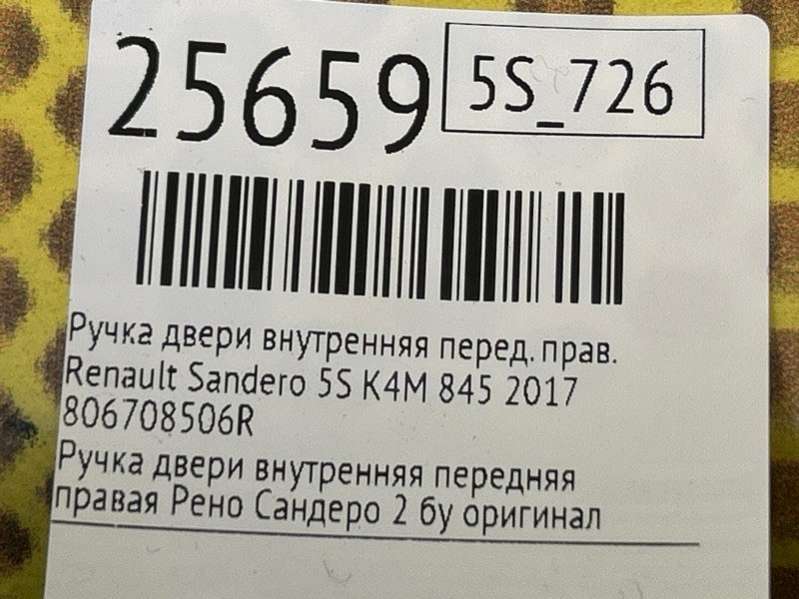 25659
5S_726
Ручка двери внутренняя перед. прав.
Renault Sandero 5S K4M 845 2017
806708506R
Ручка двери внутренняя передняя
правая Рено Сандеро 2 бу оригинал